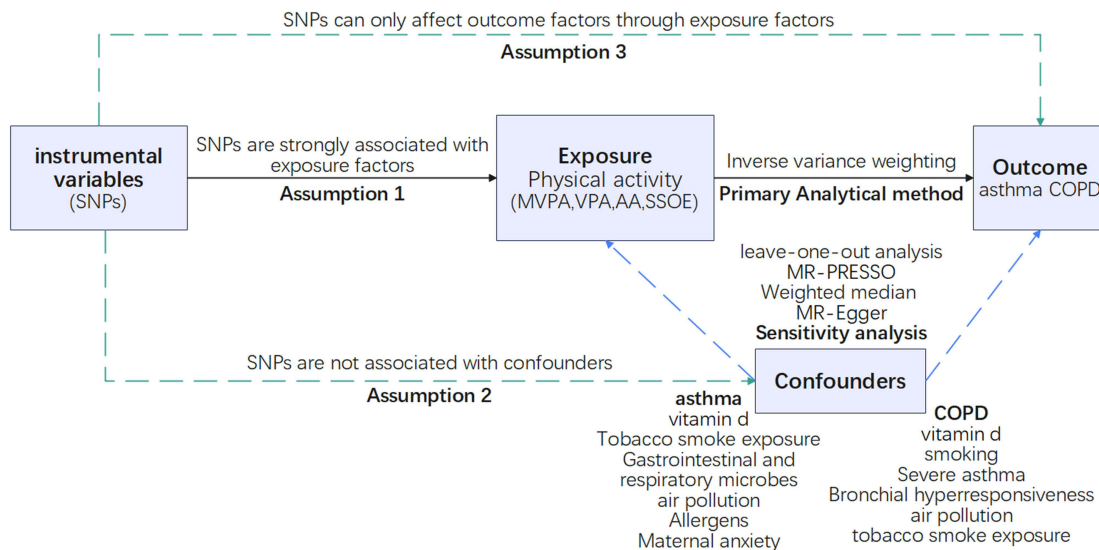 SNPs can only affect outcome factors through exposure factors
Assumption 3
instrumental
variables
(SNPs)
SNPs are strongly associated with
exposure factors
Assumption 1
Exposure
Physical activity
(MVPA,VPA,AA,SSOE)
Inverse variance weighting
Primary Analytical method
Outcome
asthma COPD
leave-one-out analysis
MR-PRESSO
Weighted median
MR-Egger
Sensitivity analysis
SNPs are not associated with confounders
Assumption 2
Confounders
asthma
vitamin d
Tobacco smoke exposure
Gastrointestinal and
respiratory microbes
air pollution
Allergens
Maternal anxiety
COPD
vitamin d
smoking
Severe asthma
Bronchial hyperresponsiveness
air pollution
tobacco smoke exposure